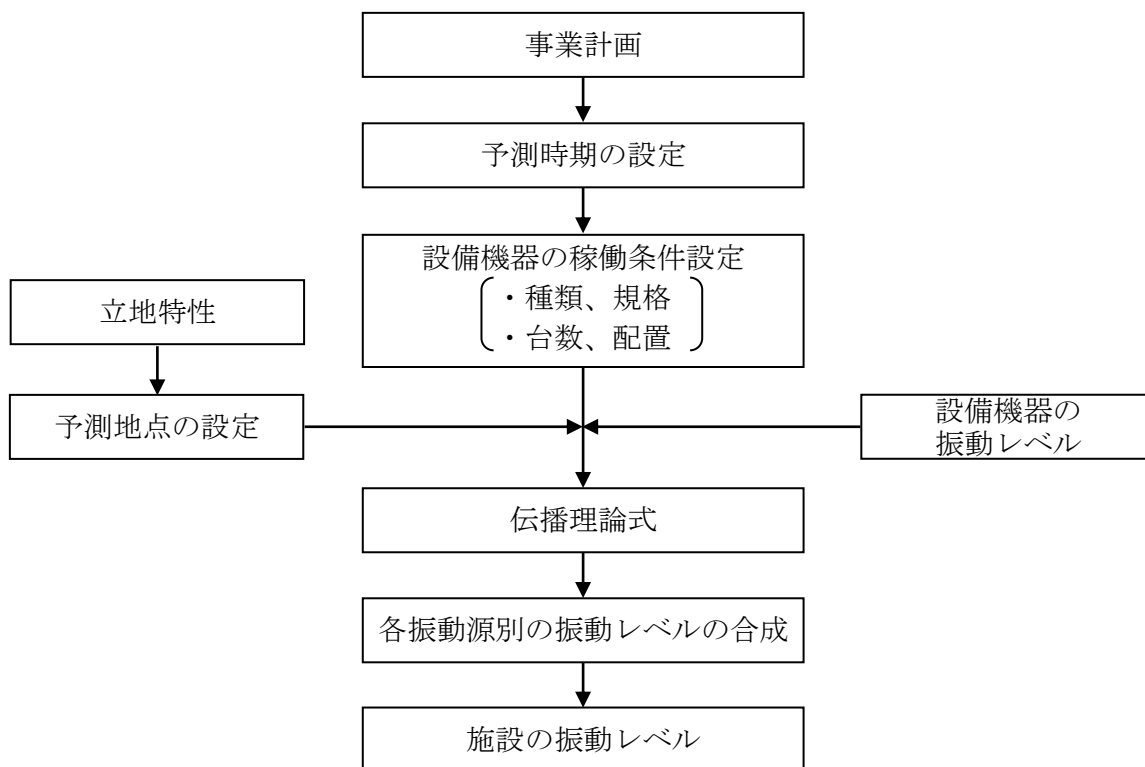 事業計画
予測時期の設定
設備機器の稼働条件設定
・種類、規格
・台数、配置
立地特性
予測地点の設定
設備機器の
振動レベル
伝播理論式
各振動源別の振動レベルの合成
施設の振動レベル